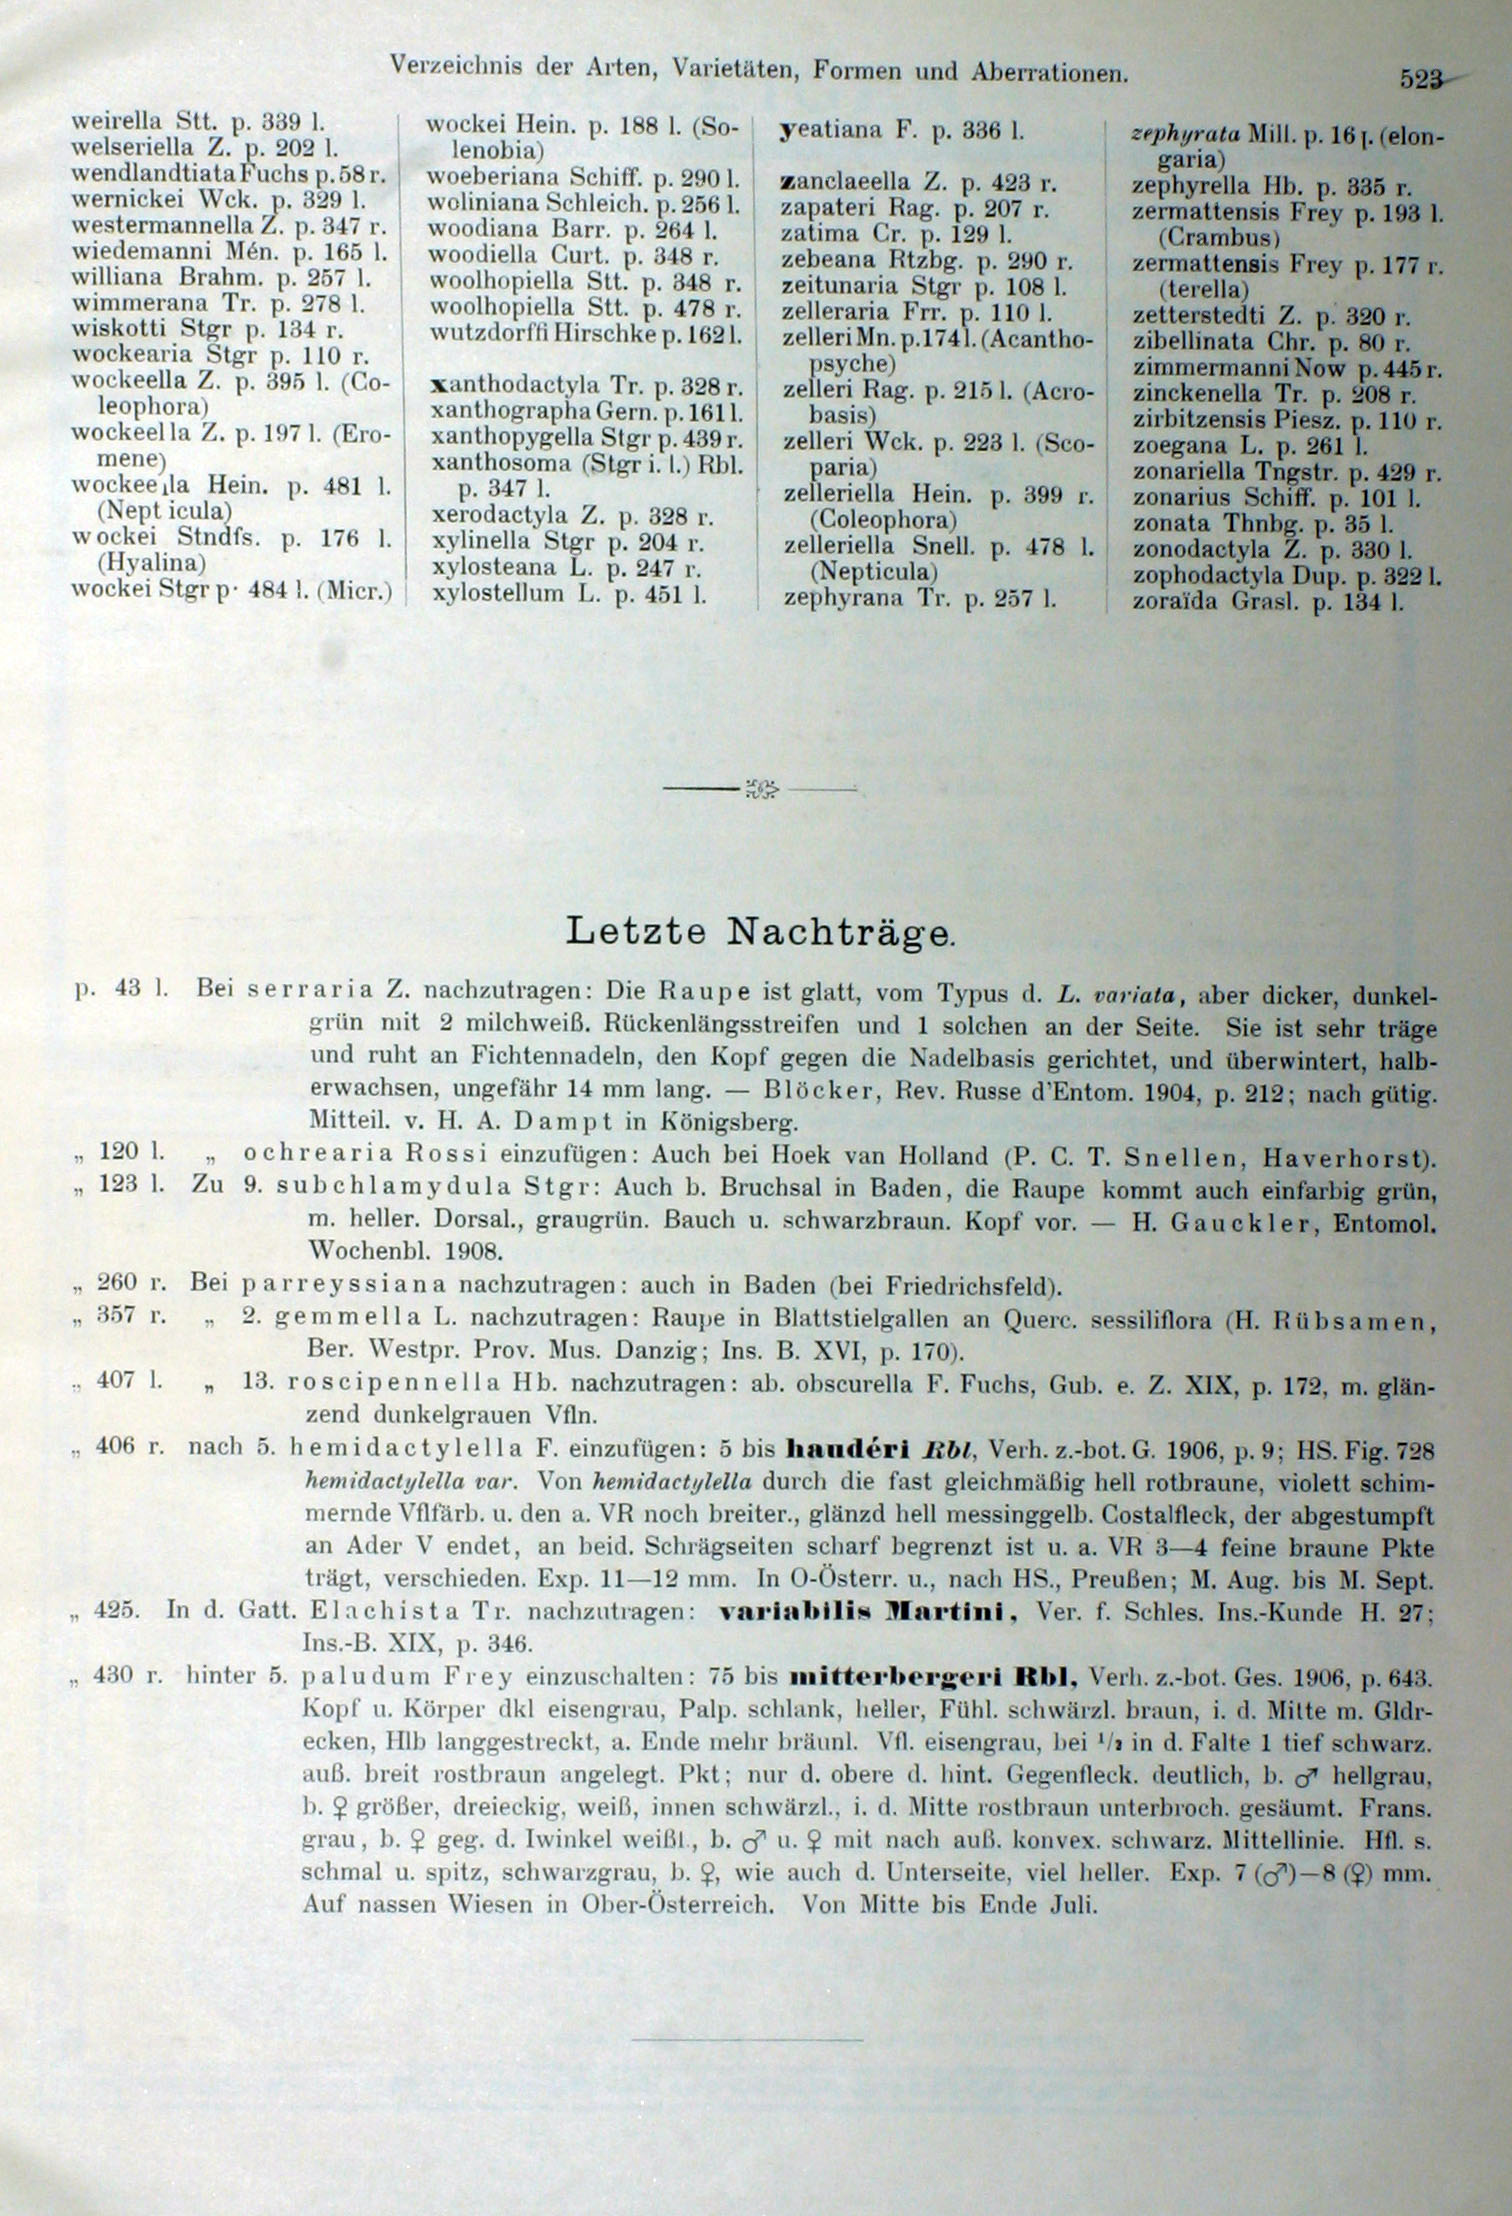 Verzeichnis der Arten, Varietäten, Formen und Aberrationen.
523
weirella Stt. p. 339 l.
welseriella Z. p. 202 l.
wendlandtiata Fuchs p. 58 r.
wernickei Wck. p. 329 l.
westermannella Z. p. 347 r.
wiedemanni Mén. p. 165 l.
williana Brahm. p. 257 l.
wimmerana Tr. p. 278 l.
wiskotti Stgr p. 134 r.
wockearia Stgr p. 110 r.
wockeella Z. p. 395 l. (Co-
leophora)
wockeella Z. p. 197 l. (Ero-
mene)
wockeella Hein. p. 481 l.
(Nept icula)
wockei Stndfs. p. 176 l.
(Hyalina)
wockei Stgr p. 484 l. (Micr.)
wockei Hein. p. 188 l. (So-
lenobia)
woeberiana Schiff. p. 290 l.
woliniana Schleich. p. 256 l.
woodiana Barr. p. 264 l.
woodiella Curt. p. 348 r.
woolhopiella Stt. p. 348 r.
woolhopiella Stt. p. 478 r.
wutzdorffi Hirschke p. 162 l.
xanthodactyla Tr. p. 328 r.
xanthographa Gern. p. 161 l.
xanthopygella Stgr p. 439 r.
xanthosoma (Stgr i. l.) Rbl.
p. 347 l.
xerodactyla Z. p. 328 r.
xylinella Stgr p. 204 r.
xylosteana L. p. 247 r.
xylostellum L. p. 451 l.
yeatiana F. p. 336 l.
zanclaeella Z. p. 423 r.
zapateri Rag. p. 207 r.
zatima Cr. p. 129 l.
zebeana Rtzbg. p. 290 r.
zeitunaria Stgr p. 108 l.
zelleraria Frr. p. 110 l.
zelleri Mn. p. 174 l. (Acantho-
psyche)
zelleri Rag. p. 215 l. (Acro-
basis)
zelleri Wck. p. 223 l. (Sco-
paria)
zelleriella Hein. p. 399 r.
(Coleophora)
zelleriella Snell. p. 478 l.
(Nepticula)
zephyrana Tr. p. 257 l.
zephyrata Mill. p. 16 r. (elon-
garia)
zephyrella Hb. p. 335 r.
zermattensis Frey p. 193 l.
(Crambus)
zermattensis Frey p. 177 r.
(terella)
zetterstedti Z. p. 320 r.
zibellinata Chr. p. 80 r.
zimmermanni Now p. 445 r.
zinckenella Tr. p. 208 r.
zirbitzensis Piesz. p. 110 r.
zoegana L. p. 261 l.
zonariella Tngstr. p. 429 r.
zonarius Schiff. p. 101 l.
zonata Thnbg. p. 35 l.
zonodactyla Z. p. 330 l.
zophodactyla Dup. p. 322 l.
zoraïda Grasl. p. 134 l.
Letzte Nachträge.
p. 43 l. Bei serraria Z. nachzutragen: Die Raupe ist glatt, vom Typus d. L. variata, aber dicker, dunkel-
grün mit 2 milchweiß. Rückenlängsstreifen und 1 solchen an der Seite. Sie ist sehr träge
und ruht an Fichtennadeln, den Kopf gegen die Nadelbasis gerichtet, und überwintert, halb-
erwachsen, ungefähr 14 mm lang. — Blöcker, Rev. Russe d'Entom. 1904, p. 212; nach gütig.
Mitteil. v. H. A. Dampt in Königsberg.
„ 120 l. „ ochrearia Rossi einzufügen: Auch bei Hoek van Holland (P. C. T. Snellen, Haverhorst).
„ 123 l. Zu 9. subchlamydula Stgr: Auch b. Bruchsal in Baden, die Raupe kommt auch einfarbig grün,
m. heller. Dorsal., graugrün. Bauch u. schwarzbraun. Kopf vor. — H. Gauckler, Entomol.
Wochenbl. 1908.
„ 260 r. Bei parreyssiana nachzutragen: auch in Baden (bei Friedrichsfeld).
„ 357 r. „ 2. gemmella L. nachzutragen: Raupe in Blattstielgallen an Querc. sessiliflora (H. Rübsamen,
Ber. Westpr. Prov. Mus. Danzig; Ins. B. XVI, p. 170).
„ 407 l. „ 13. roscipennella Hb. nachzutragen: ab. obscurella F. Fuchs, Gub. e. Z. XIX, p. 172, m. glän-
zend dunkelgrauen Vfln.
„ 406 r. nach 5. hemidactylella F. einzufügen: 5 bis handéri Rbl, Verh. z.-bot. G. 1906, p. 9; HS. Fig. 728
hemidactylella var. Von hemidactylella durch die fast gleichmäßig hell rotbraune, violett schim-
mernde Vflfärb. u. den a. VR noch breiter., glänzd hell messinggelb. Costalfleck, der abgestumpft
an Ader V endet, an beid. Schrägseiten scharf begrenzt ist u. a. VR 3—4 feine braune Pkte
trägt, verschieden. Exp. 11—12 mm. In O-Österr. u., nach HS., Preußen; M. Aug. bis M. Sept.
„ 425. In d. Gatt. Elachista Tr. nachzutragen: variabilis Martini, Ver. f. Schles. Ins.-Kunde H. 27;
Ins.-B. XIX, p. 346.
„ 430 r. hinter 5. paludum Frey einzuschalten: 75 bis mitterbergeri Rbl, Verh. z.-bot. Ges. 1906, p. 643.
Kopf u. Körper dkl eisengrau, Palp. schlank, heller, Fühl. schwärzl. braun, i. d. Mitte m. Gldr-
ecken, Hlb langgestreckt, a. Ende mehr bräunl. Vfl. eisengrau, bei ½ in d. Falte 1 tief schwarz.
auß. breit rostbraun angelegt. Pkt; nur d. obere d. hint. Gegenfleck. deutlich, b. ♂ hellgrau,
b. ♀ größer, dreieckig, weiß, innen schwärzl., i. d. Mitte rostbraun unterbroch. gesäumt. Frans.
grau, b. ♀ geg. d. Iwinkel weißl., b. ♂ u. ♀ mit nach auß. konvex. schwarz. Mittellinie. Hfl. s.
schmal u. spitz, schwarzgrau, b. ♀, wie auch d. Unterseite, viel heller. Exp. 7 (♂)—8 (♀) mm.
Auf nassen Wiesen in Ober-Österreich. Von Mitte bis Ende Juli.